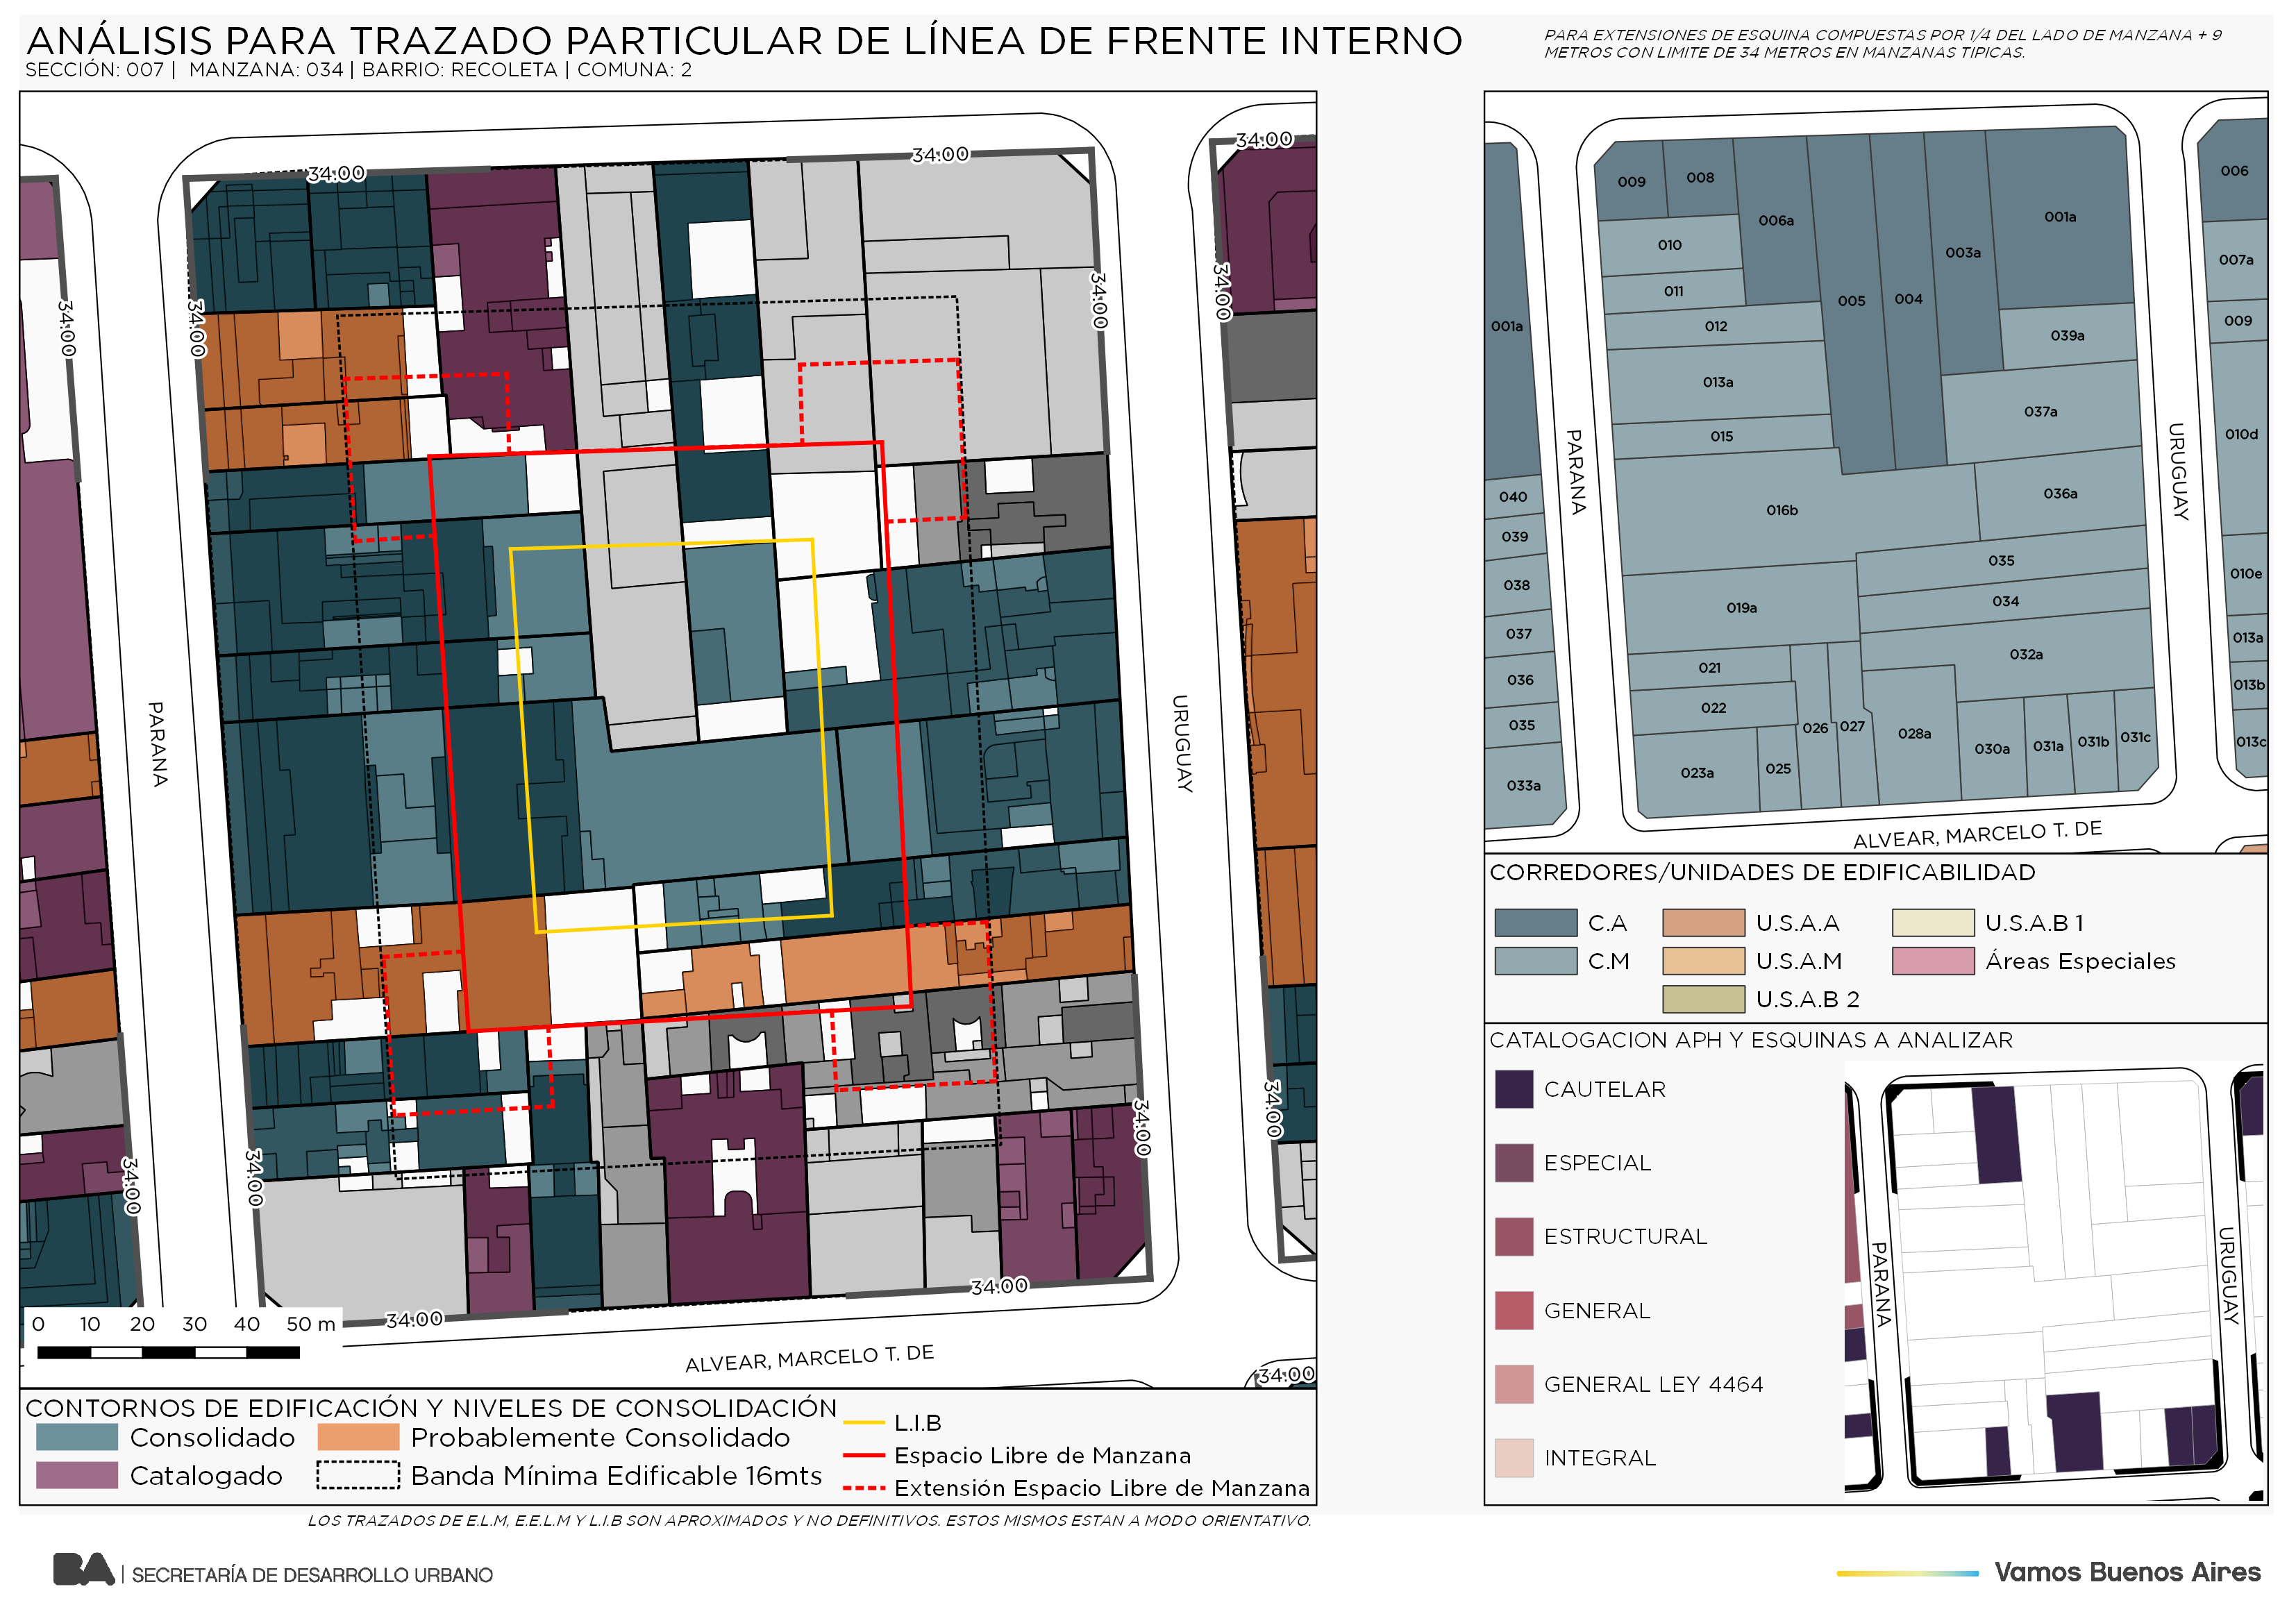 ANÁLISIS PARA TRAZADO PARTICULAR DE LÍNEA DE FRENTE INTERNO
SECCIÓN: 007 | MANZANA: 034 | BARRIO: RECOLETA | COMUNA: 2
PARA EXTENSIONES DE ESQUINA COMPUESTAS POR 1/4 DEL LADO DE MANZANA + 9
METROS CON LIMITE DE 34 METROS EN MANZANAS TIPICAS.
34:00
34:00
34:00
34:00
34:00
34:00
34:00
PARANA
URUGUAY
34:00
34:00
34:00
34:00
34:00
34:00
34:00
0 10 20 30 40 50 m
ALVEAR, MARCELO T. DE
CONTORNOS DE EDIFICACIÓN Y NIVELES DE CONSOLIDACIÓN
Consolidado
Probablemente Consolidado
Catalogado
Banda Mínima Edificable 16mts
L.I.B
Espacio Libre de Manzana
Extensión Espacio Libre de Manzana
LOS TRAZADOS DE E.L.M, E.E.L.M Y L.I.B SON APROXIMADOS Y NO DEFINITIVOS. ESTOS MISMOS ESTAN A MODO ORIENTATIVO.
009
008
006a
005
004
003a
001a
006
010
011
012
013a
015
039a
037a
007a
009
010d
001a
PARANA
URUGUAY
040
039
038
037
036
035
033a
016b
036a
035
034
032a
019a
021
022
023a
025
026
027
028a
030a
031a
031b
031c
010e
013a
013b
013c
ALVEAR, MARCELO T. DE
CORREDORES/UNIDADES DE EDIFICABILIDAD
C.A
U.S.A.A
U.S.A.B 1
C.M
U.S.A.M
Áreas Especiales
U.S.A.B 2
CATALOGACION APH Y ESQUINAS A ANALIZAR
CAUTELAR
ESPECIAL
ESTRUCTURAL
GENERAL
GENERAL LEY 4464
INTEGRAL
PARANA
URUGUAY
BA | SECRETARÍA DE DESARROLLO URBANO
Vamos Buenos Aires